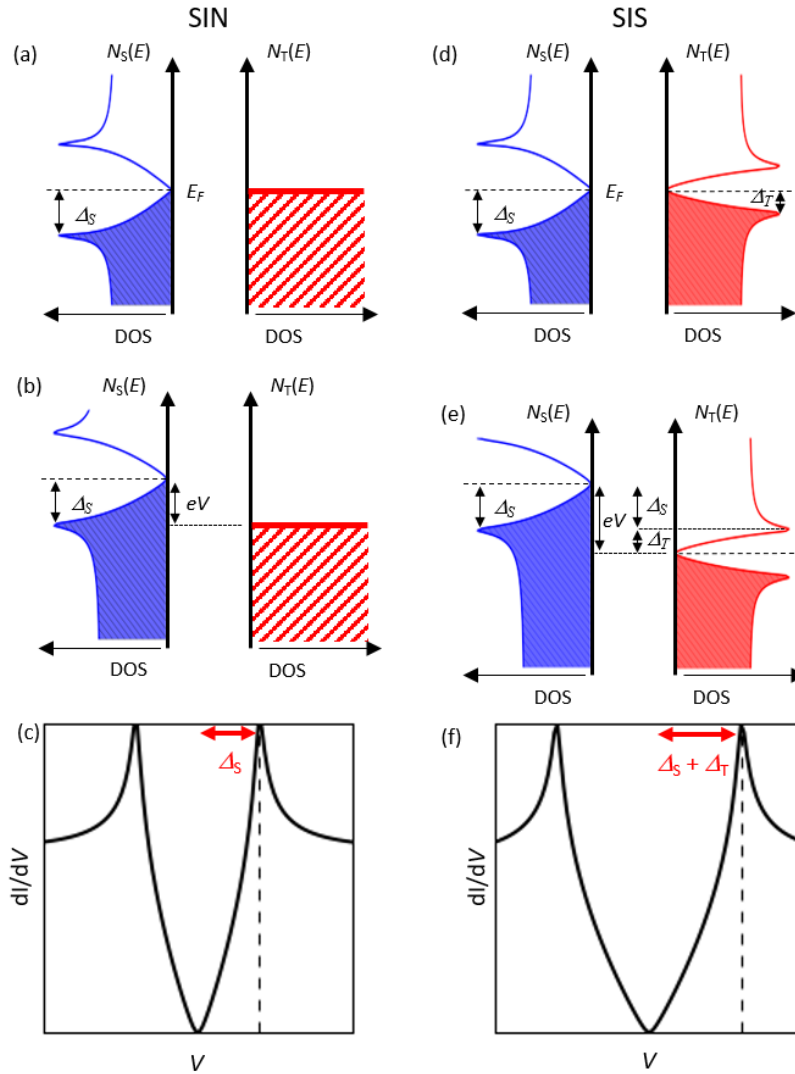 SIN
SIS
(a)
N_S(E)
N_T(E)
E_F
Δ_S
DOS
DOS
(d)
N_S(E)
N_T(E)
E_F
Δ_S
Δ_T
DOS
DOS
(b)
N_S(E)
N_T(E)
Δ_S
eV
DOS
DOS
(e)
N_S(E)
N_T(E)
Δ_S
eV
Δ_S
Δ_T
DOS
DOS
(c)
Δ_S
dI/dV
V
(f)
Δ_S + Δ_T
dI/dV
V